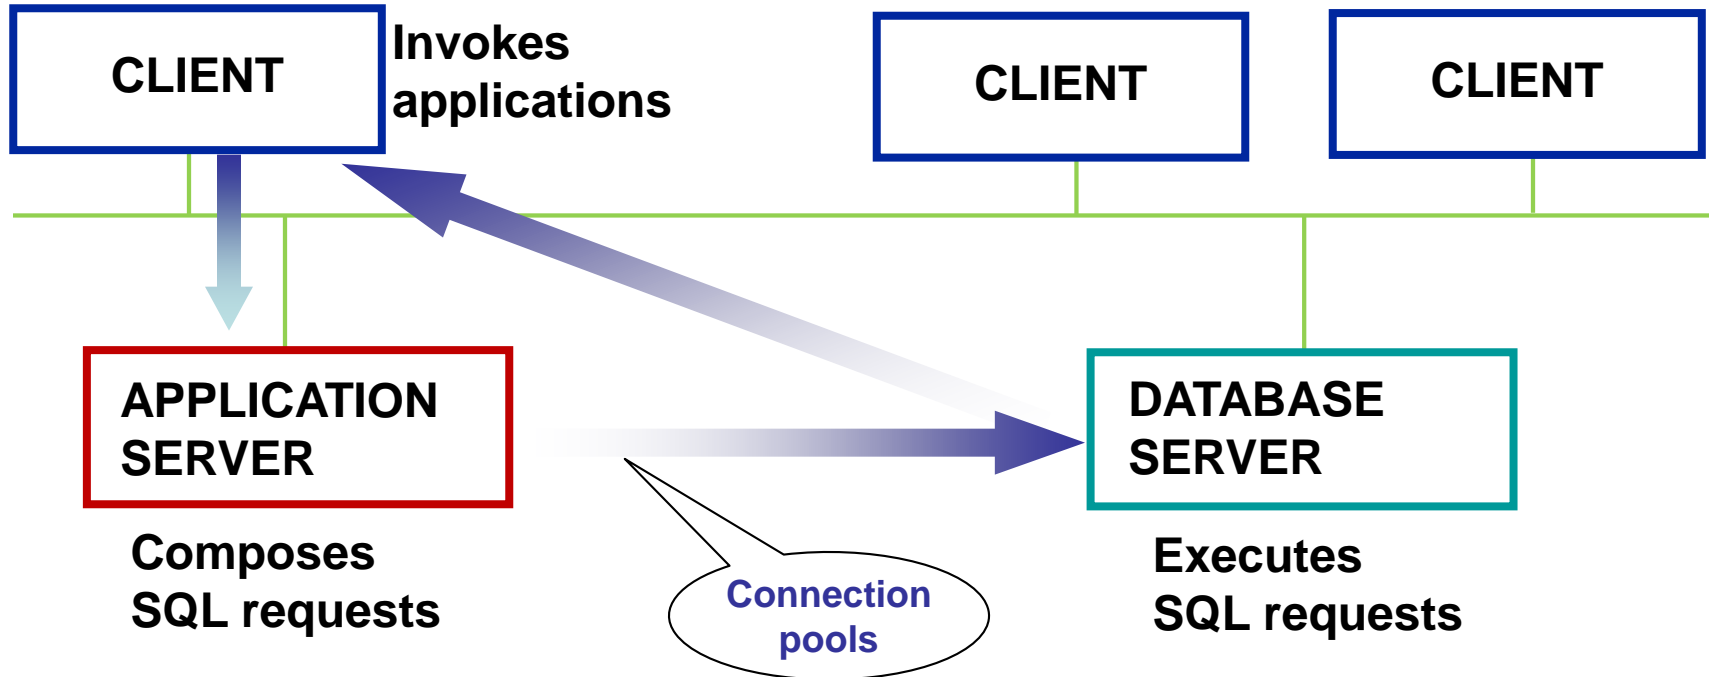 CLIENT
Invokes
applications
CLIENT
CLIENT
APPLICATION
SERVER
DATABASE
SERVER
Composes
SQL requests
Connection
pools
Executes
SQL requests